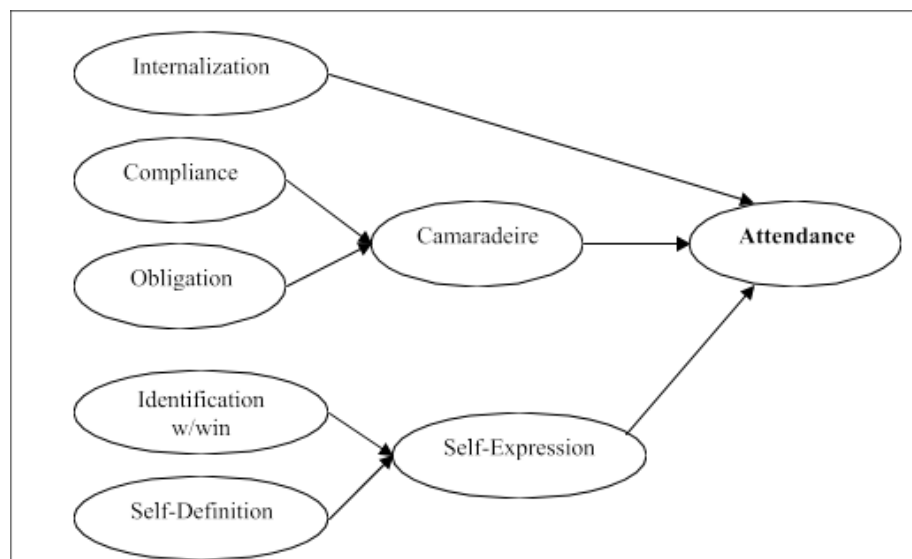 Internalization
Compliance
Camaradeire
Attendance
Obligation
Identification
w/win
Self-Expression
Self-Definition